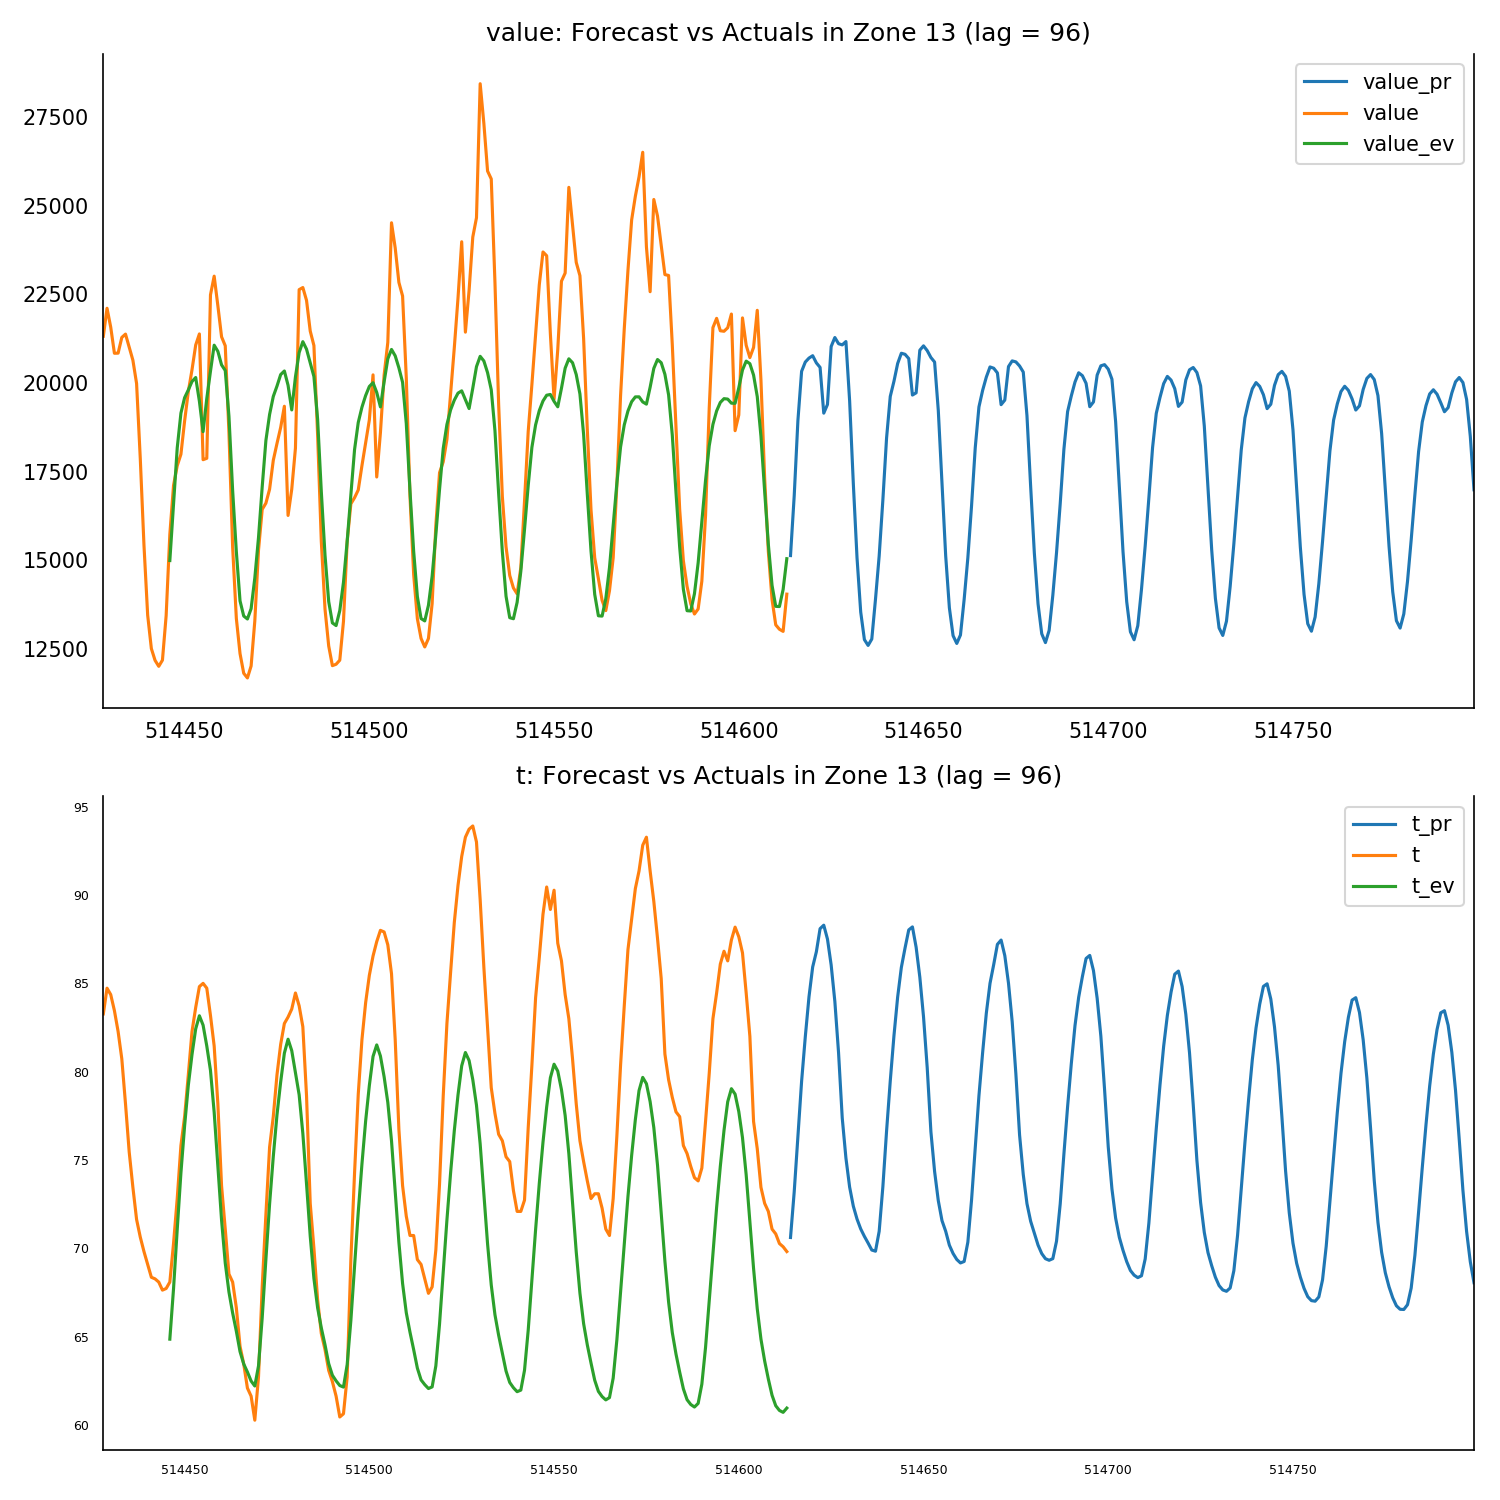 value: Forecast vs Actuals in Zone 13 (lag = 96)
value_pr
value
value_ev
27500
25000
22500
20000
17500
15000
12500
514450 514500 514550 514600 514650 514700 514750
t: Forecast vs Actuals in Zone 13 (lag = 96)
t_pr
t
t_ev
95
90
85
80
75
70
65
60
514450 514500 514550 514600 514650 514700 514750